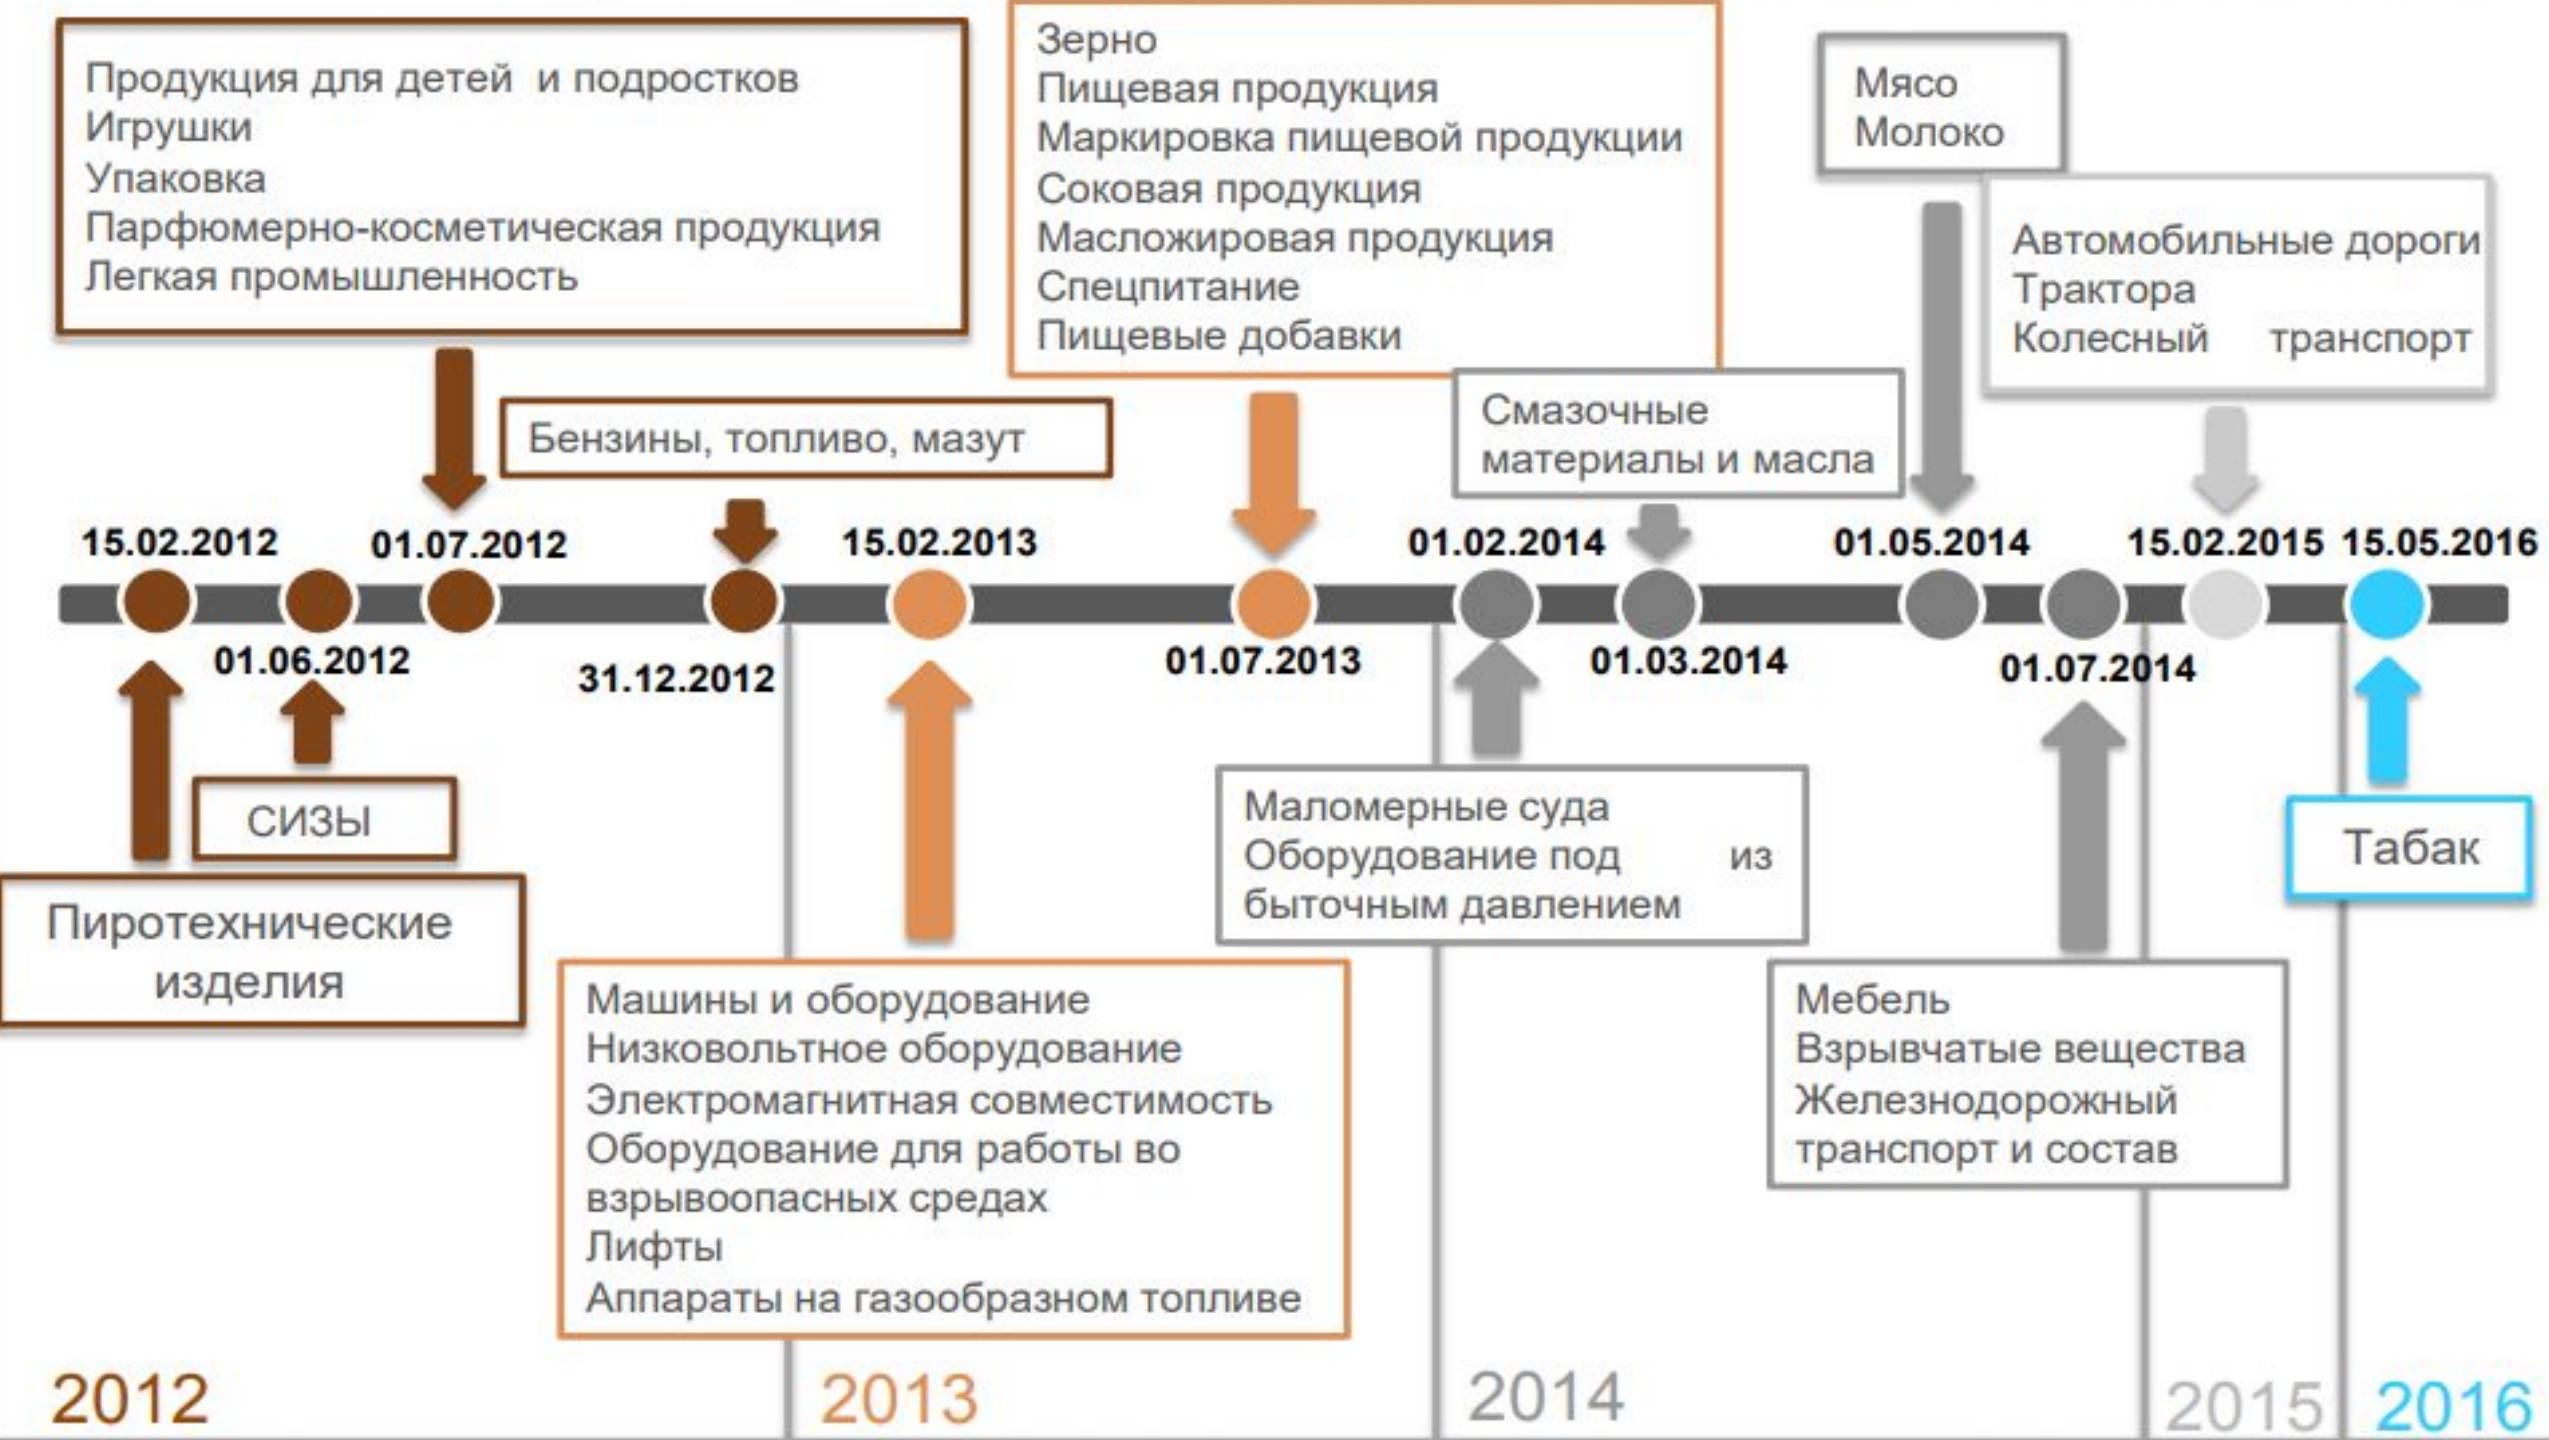 Продукция для детей и подростков
Игрушки
Упаковка
Парфюмерно-косметическая продукция
Легкая промышленность
Зерно
Пищевая продукция
Маркировка пищевой продукции
Соковая продукция
Масложировая продукция
Спецпитание
Пищевые добавки
Мясо
Молоко
Автомобильные дороги
Трактора
Колесный транспорт
Бензины, топливо, мазут
Смазочные
материалы и масла
15.02.2012
01.07.2012
15.02.2013
01.02.2014
01.05.2014
15.02.2015
15.05.2016
01.06.2012
31.12.2012
01.07.2013
01.03.2014
01.07.2014
СИЗЫ
Пиротехнические
изделия
Маломерные суда
Оборудование под из
быточным давлением
Табак
Машины и оборудование
Низковольтное оборудование
Электромагнитная совместимость
Оборудование для работы во
взрывоопасных средах
Лифты
Аппараты на газообразном топливе
Мебель
Взрывчатые вещества
Железнодорожный
транспорт и состав
2012
2013
2014
2015
2016